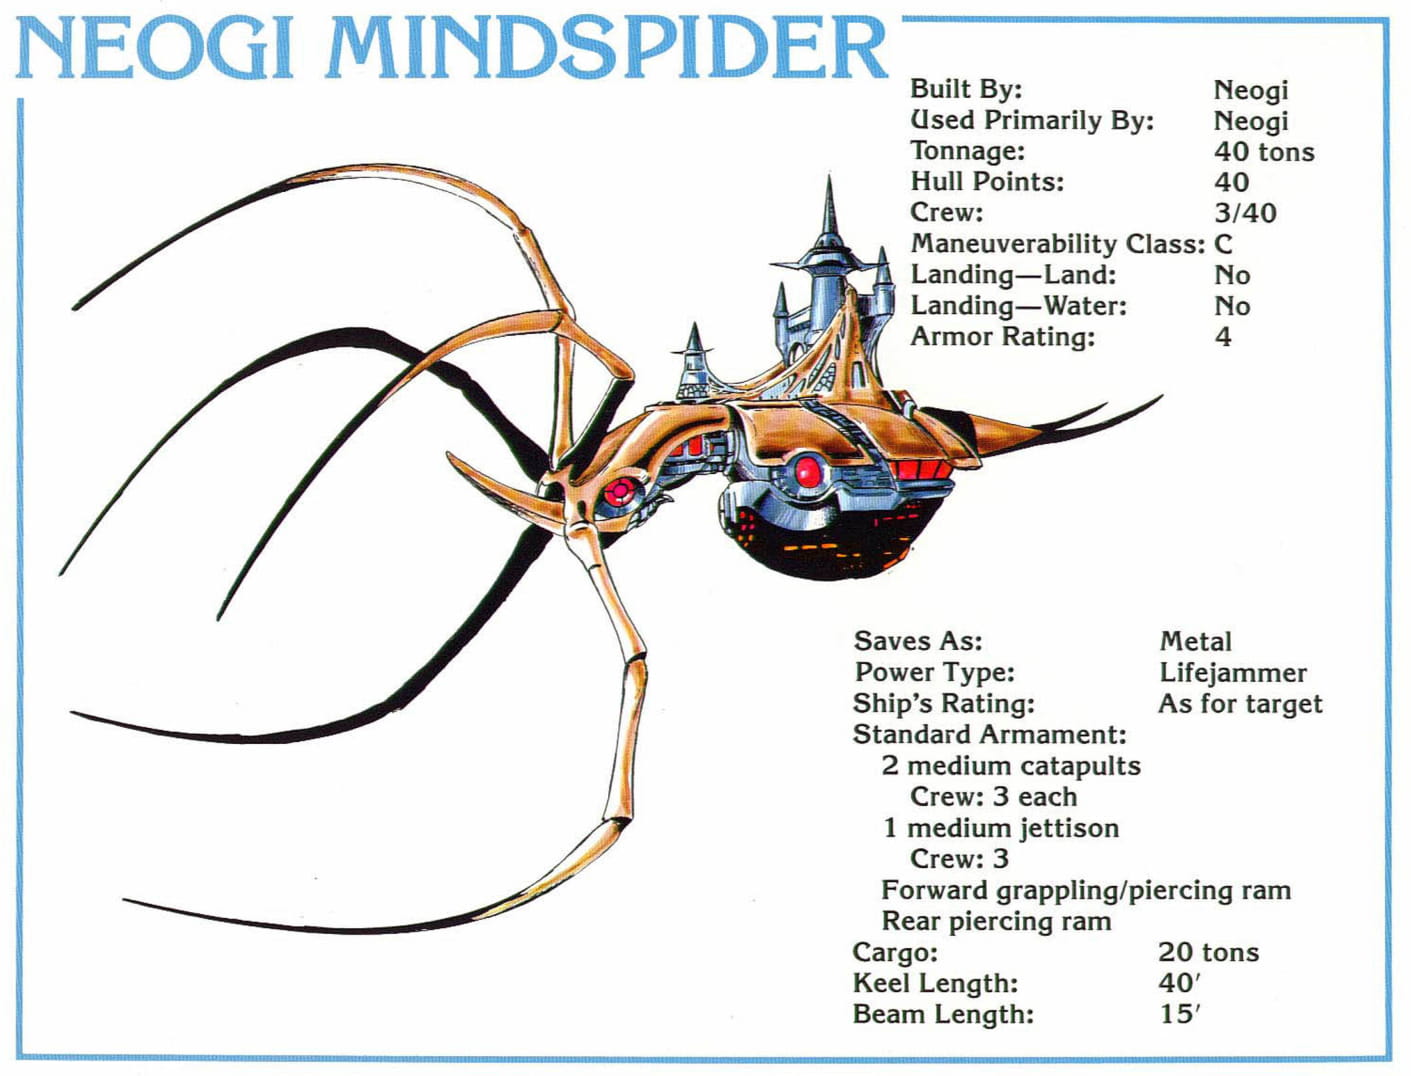 NEOGI MINDSPIDER
Built By: Neogi
Used Primarily By: Neogi
Tonnage: 40 tons
Hull Points: 40
Crew: 3/40
Maneuverability Class: C
Landing—Land: No
Landing—Water: No
Armor Rating: 4
Saves As: Metal
Power Type: Lifejammer
Ship's Rating: As for target
Standard Armament:
2 medium catapults
Crew: 3 each
1 medium jettison
Crew: 3
Forward grappling/piercing ram
Rear piercing ram
Cargo: 20 tons
Keel Length: 40′
Beam Length: 15′